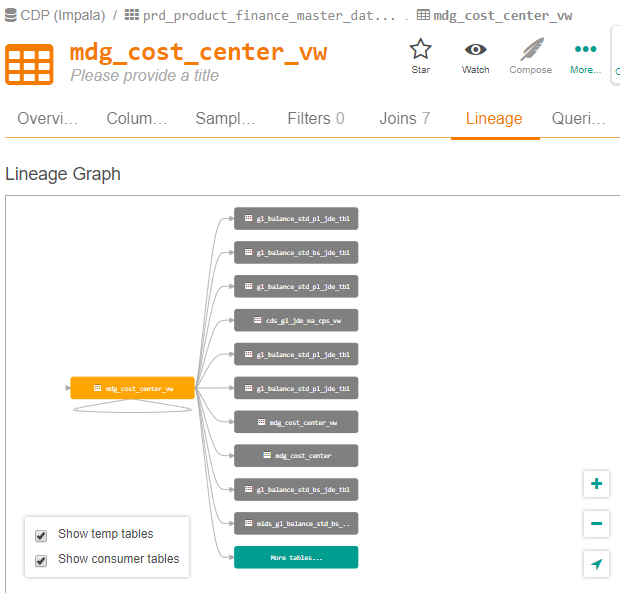 CDP (Impala) / prd_product_finance_master_dat... . mdg_cost_center_vw
mdg_cost_center_vw
Please provide a title
Star Watch Compose More...
Overvi... Colum... Sampl... Filters 0 Joins 7 Lineage Queri...
Lineage Graph
gl_balance_std_pl_jde_tbl
gl_balance_std_bs_jde_tbl
gl_balance_std_pl_jde_tbl
cds_gl_jde_ma_cps_vw
gl_balance_std_pl_jde_tbl
mdg_cost_center_vw
gl_balance_std_pl_jde_tbl
mdg_cost_center_vw
mdg_cost_center
gl_balance_std_bs_jde_tbl
mids_gl_balance_std_bs_..
More tables...
Show temp tables
Show consumer tables